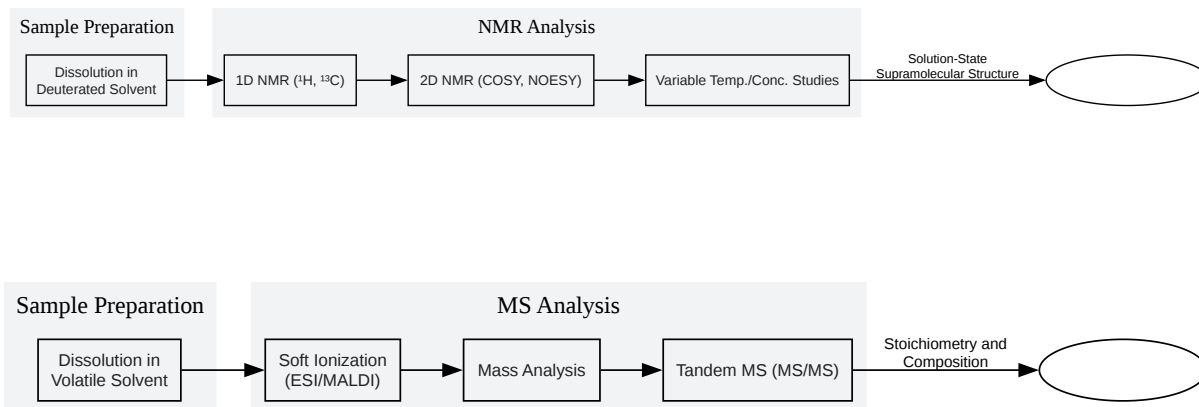 Sample Preparation
NMR Analysis
Dissolution in
Deuterated Solvent
1D NMR (¹H, ¹³C)
2D NMR (COSY, NOESY)
Variable Temp./Conc. Studies
Solution-State
Supramolecular Structure
Sample Preparation
MS Analysis
Dissolution in
Volatile Solvent
Soft Ionization
(ESI/MALDI)
Mass Analysis
Tandem MS (MS/MS)
Stoichiometry and
Composition